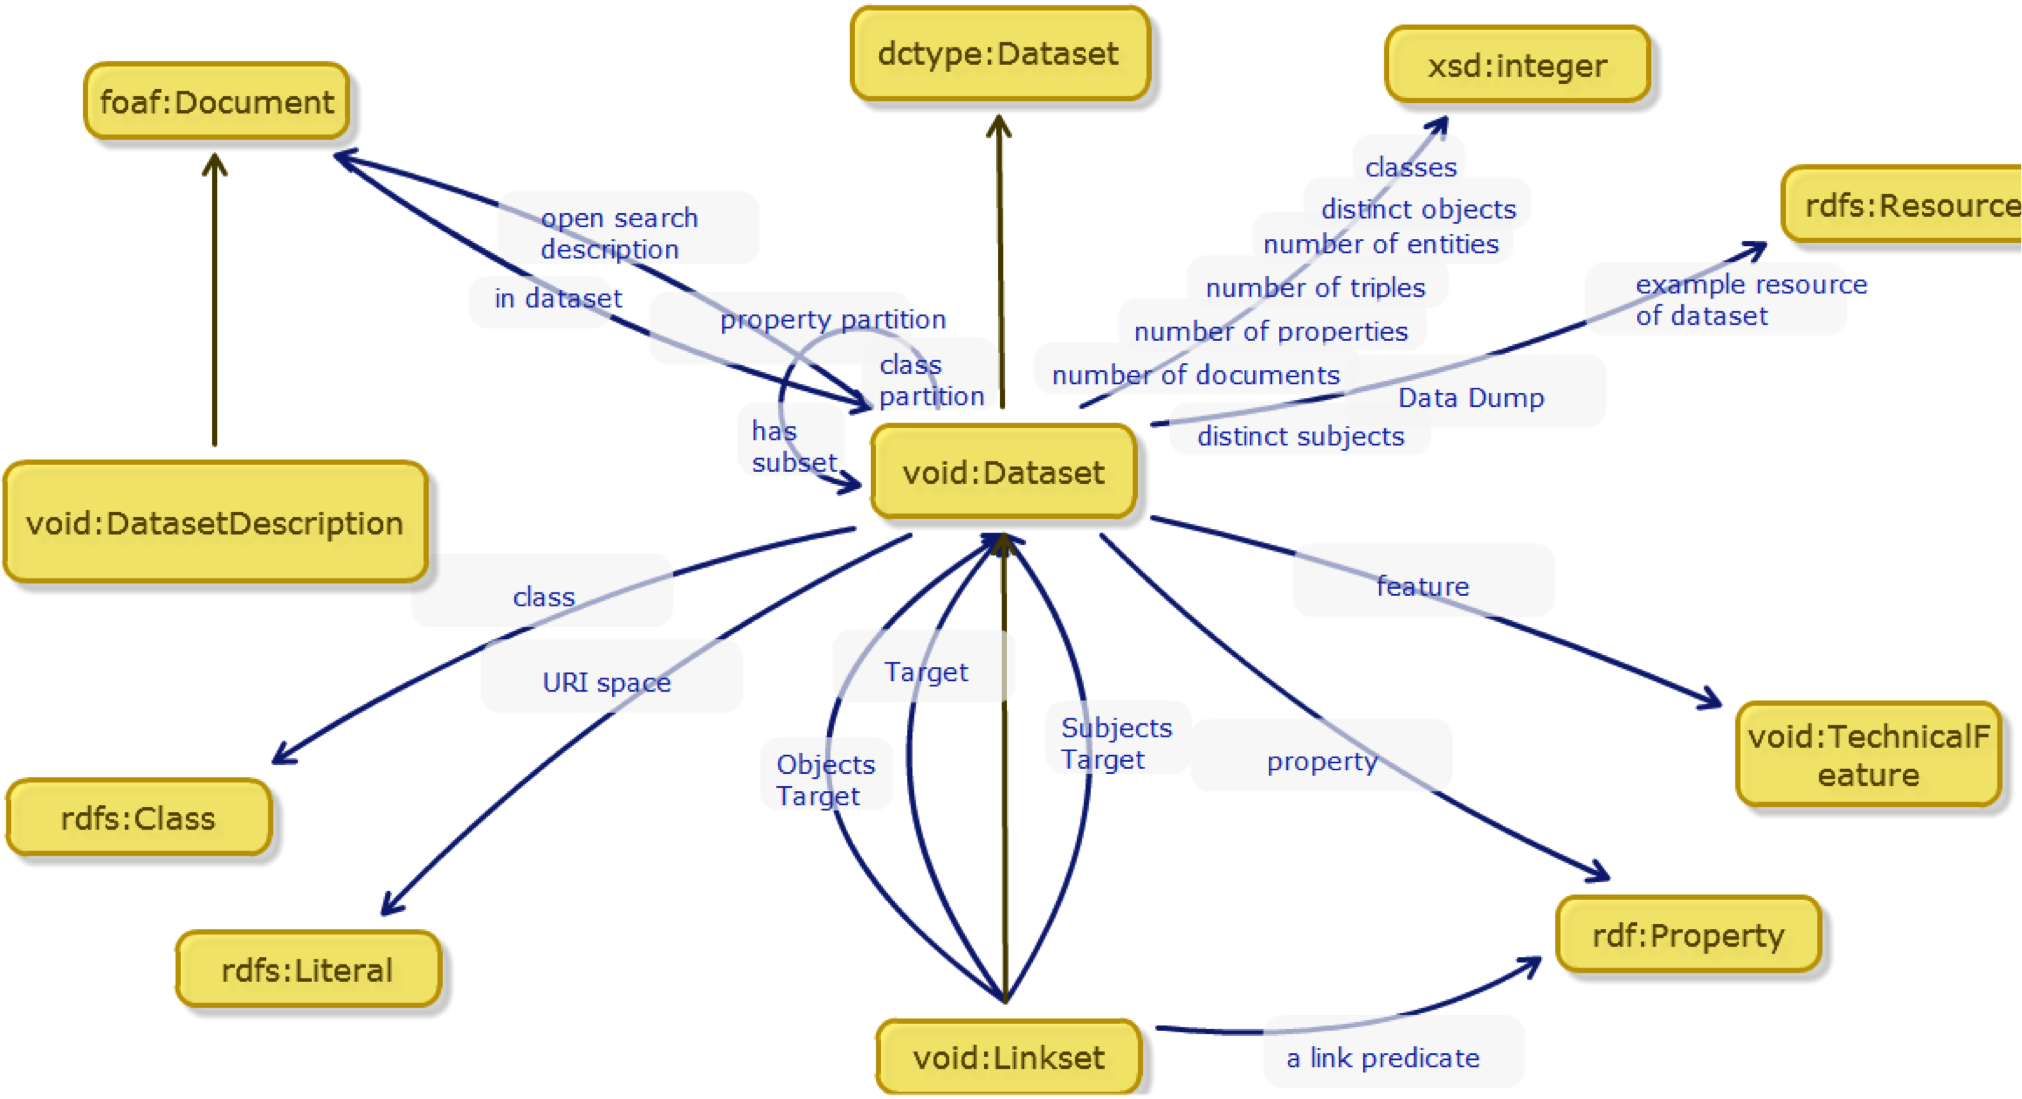 dctype:Dataset
xsd:integer
foaf:Document
classes
rdfs:Resource
distinct objects
open search
description
number of entities
in dataset
number of triples
example resource
of dataset
property partition
number of properties
class
partition
number of documents
Data Dump
has
subset
distinct subjects
void:Dataset
void:DatasetDescription
class
feature
URI space
Target
Subjects
Target
Objects
Target
property
void:TechnicalF
eature
rdfs:Class
rdf:Property
rdfs:Literal
void:Linkset
a link predicate